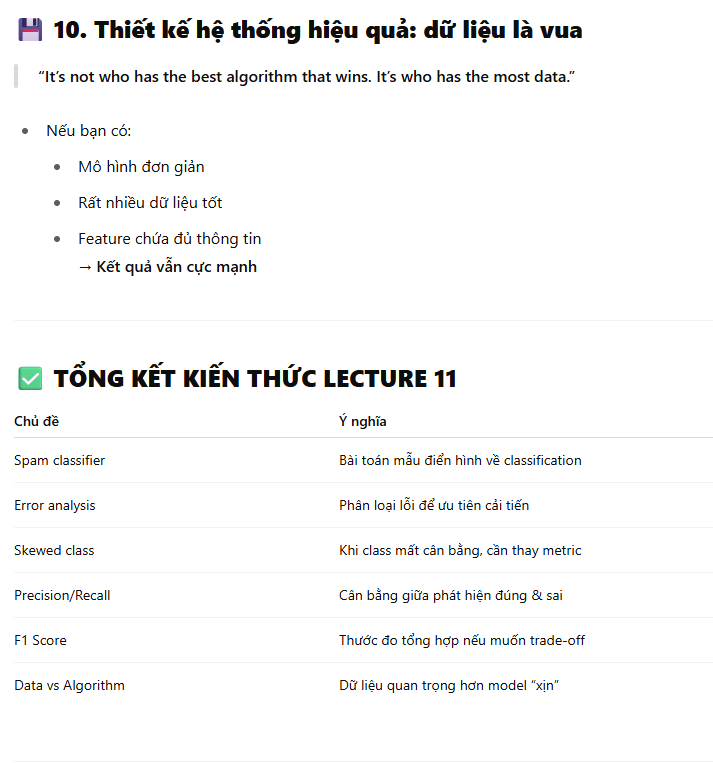 💾 10. Thiết kế hệ thống hiệu quả: dữ liệu là vua
“It’s not who has the best algorithm that wins. It’s who has the most data.”
• Nếu bạn có:
• Mô hình đơn giản
• Rất nhiều dữ liệu tốt
• Feature chứa đủ thông tin
→ Kết quả vẫn cực mạnh
✅ TỔNG KẾT KIẾN THỨC LECTURE 11
Chủ đề Ý nghĩa
Spam classifier Bài toán mẫu điển hình về classification
Error analysis Phân loại lỗi để ưu tiên cải tiến
Skewed class Khi class mất cân bằng, cần thay metric
Precision/Recall Cân bằng giữa phát hiện đúng & sai
F1 Score Thước đo tổng hợp nếu muốn trade-off
Data vs Algorithm Dữ liệu quan trọng hơn model “xịn”